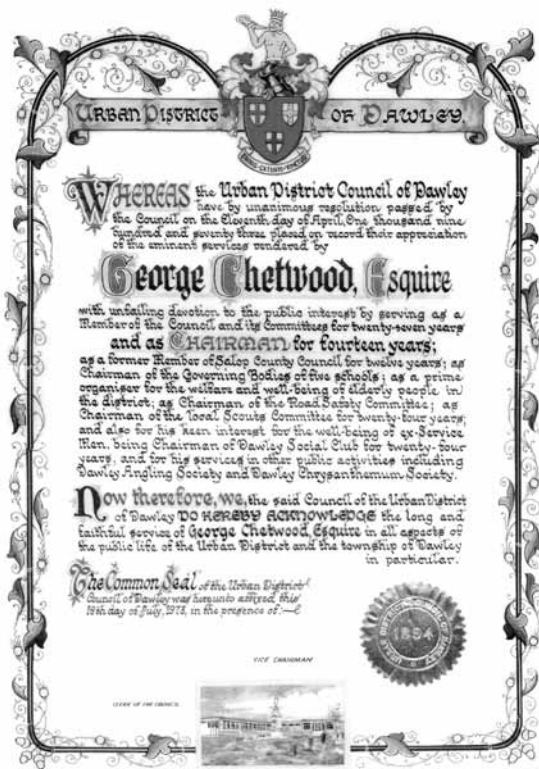 URBAN DISTRICT OF DAWLEY.
WHEREAS the Urban District Council of Dawley
have by unanimous resolution passed by
the Council on the Eleventh day of April, One thousand nine
hundred and seventy three placed on record their appreciation
of the eminent services rendered by
George Chetwood, Esquire
with unfailing devotion to the public interest by serving as a
Member of the Council and its Committees for twenty-seven years
and as CHAIRMAN for fourteen years;
as a former Member of Salop County Council for twelve years; as
Chairman of the Governing Bodies of five schools; as a prime
organiser for the welfare and well-being of elderly people in
the district; as Chairman of the Road Safety Committee; as
Chairman of the Local Scouts Committee for twenty-four years;
and also for his keen interest for the well-being of ex-Service
Men, being Chairman of Dawley Social Club for twenty-four
years, and for his services in other public activities including
Dawley Angling Society and Dawley Chrysanthemum Society.
Now therefore, we, the said Council of the Urban District
of Dawley DO HEREBY ACKNOWLEDGE the long and
faithful service of George Chetwood, Esquire in all aspects of
the public life of the Urban District and the township of Dawley
in particular.
The Common Seal of the Urban District
Council of Dawley was hereunto affixed this
18th day of July, 1973, in the presence of :—
1894
VICE CHAIRMAN
CLERK OF THE COUNCIL